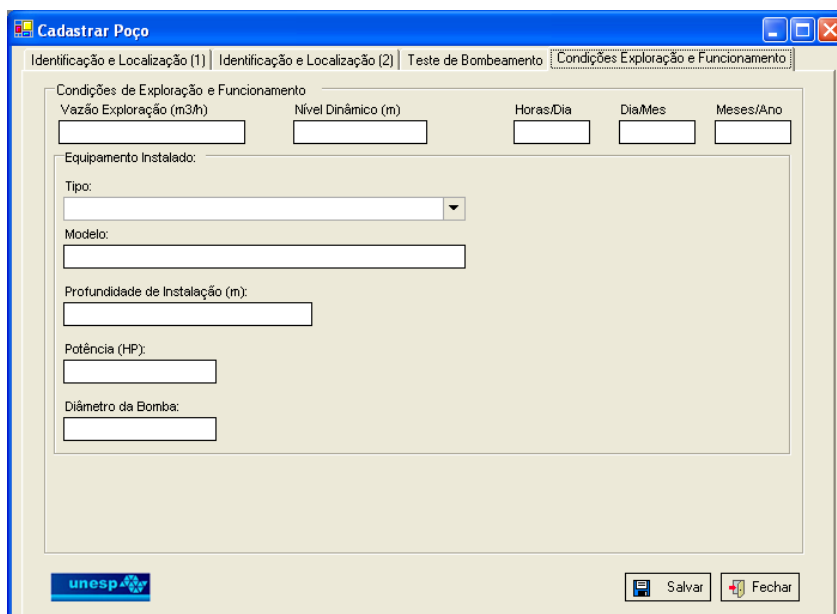 Cadastrar Poço
Identificação e Localização (1) Identificação e Localização (2) Teste de Bombeamento Condições Exploração e Funcionamento
Condições de Exploração e Funcionamento
Vazão Exploração (m3/h) Nível Dinâmico (m) Horas/Dia Dia/Mes Meses/Ano
Equipamento Instalado:
Tipo:
Modelo:
Profundidade de Instalação (m):
Potência (HP):
Diâmetro da Bomba:
unesp Salvar Fechar